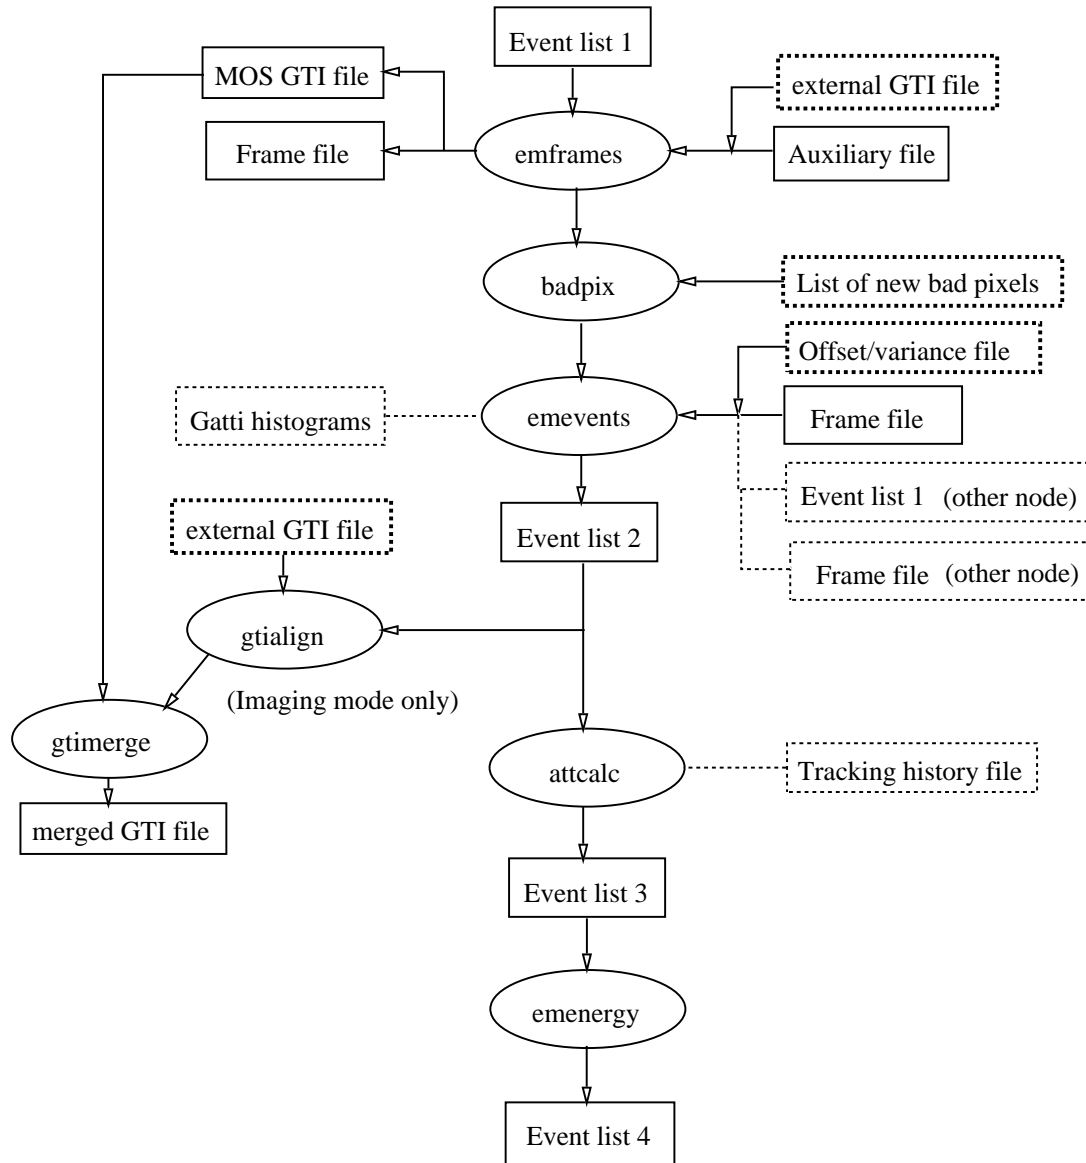 Event list 1
MOS GTI file
external GTI file
Frame file
emframes
Auxiliary file
badpix
List of new bad pixels
Offset/variance file
Gatti histograms
emevents
Frame file
Event list 1 (other node)
external GTI file
Event list 2
Frame file (other node)
gtialign
(Imaging mode only)
gtimerge
attcalc
Tracking history file
merged GTI file
Event list 3
emenergy
Event list 4